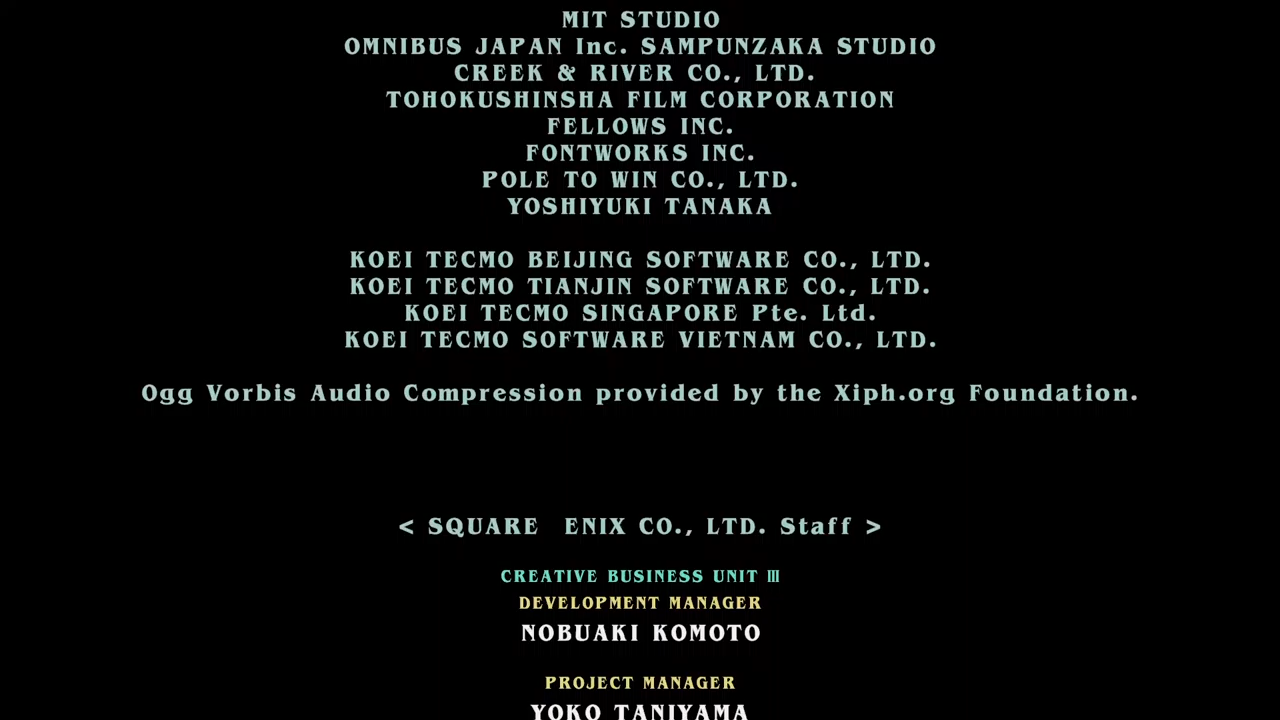 MIT STUDIO
OMNIBUS JAPAN Inc. SAMPUNZAKA STUDIO
CREEK & RIVER CO., LTD.
TOHOKUSHINSHA FILM CORPORATION
FELLOWS INC.
FONTWORKS INC.
POLE TO WIN CO., LTD.
YOSHIYUKI TANAKA
KOEI TECMO BEIJING SOFTWARE CO., LTD.
KOEI TECMO TIANJIN SOFTWARE CO., LTD.
KOEI TECMO SINGAPORE Pte. Ltd.
KOEI TECMO SOFTWARE VIETNAM CO., LTD.
Ogg Vorbis Audio Compression provided by the Xiph.org Foundation.
< SQUARE ENIX CO., LTD. Staff >
CREATIVE BUSINESS UNIT Ⅲ
DEVELOPMENT MANAGER
NOBUAKI KOMOTO
PROJECT MANAGER
YOKO TANIYAMA